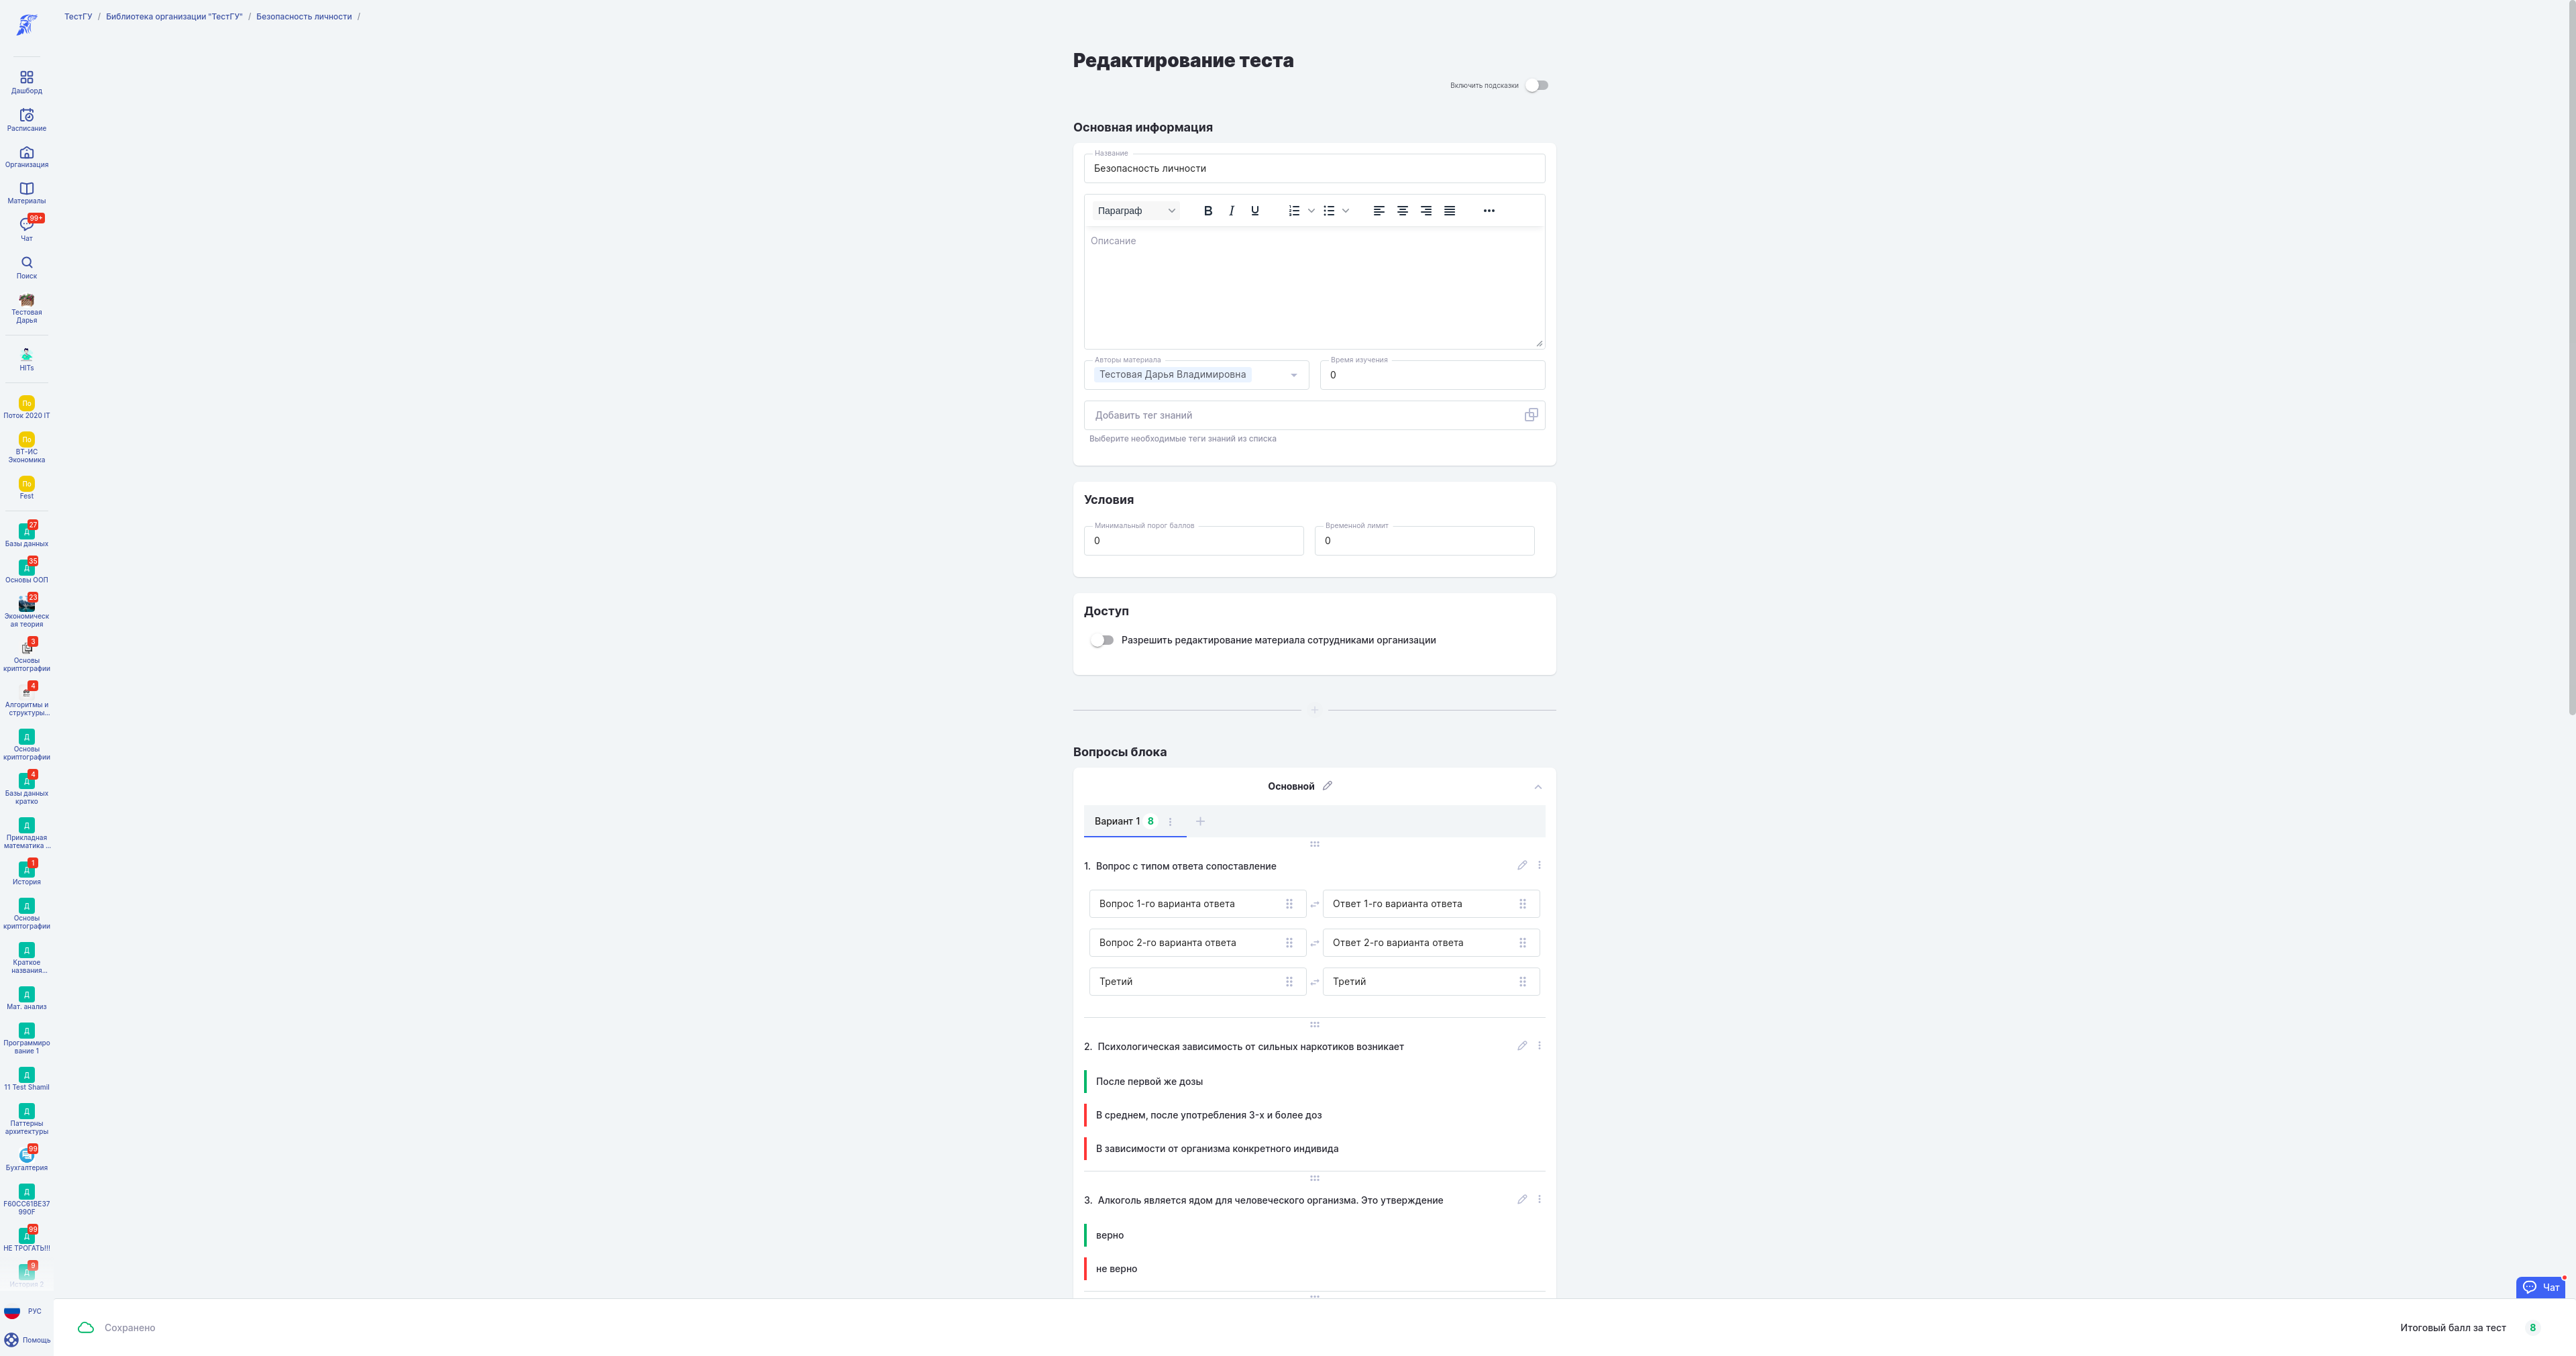 ТестГУ / Библиотека организации "ТестГУ" / Безопасность личности /
Дашборд
Расписание
Организация
Материалы
99+
Чат
Поиск
Тестовая
Дарья
HITs
По
Поток 2020 IT
По
ВТ-ИС
Экономика
По
Fest
27
Д
Базы данных
35
Д
Основы ООП
23
Экономическ
ая теория
3
Основы
криптографии
4
Алгоритмы и
структуры...
Д
Основы
криптографии
4
Д
Базы данных
кратко
Д
Прикладная
математика ...
1
Д
История
Д
Основы
криптографии
Д
Краткое
названия...
Д
Мат. анализ
Д
Программиро
вание 1
Д
11 Test Shamil
Д
Паттерны
архитектуры
99
Бухгалтерия
Д
F60CC61BE37
990F
99
Д
НЕ ТРОГАТЬ!!!
9
Д
История 2
РУС
Помощь
Редактирование теста
Включить подсказки
Основная информация
Название
Безопасность личности
Параграф
B I U
Описание
Авторы материала
Тестовая Дарья Владимировна
Время изучения
0
Добавить тег знаний
Выберите необходимые теги знаний из списка
Условия
Минимальный порог баллов
0
Временной лимит
0
Доступ
Разрешить редактирование материала сотрудниками организации
Вопросы блока
Основной
Вариант 1 8
1. Вопрос с типом ответа сопоставление
Вопрос 1-го варианта ответа Ответ 1-го варианта ответа
Вопрос 2-го варианта ответа Ответ 2-го варианта ответа
Третий Третий
2. Психологическая зависимость от сильных наркотиков возникает
После первой же дозы
В среднем, после употребления 3-х и более доз
В зависимости от организма конкретного индивида
3. Алкоголь является ядом для человеческого организма. Это утверждение
верно
не верно
Чат
Сохранено
Итоговый балл за тест 8